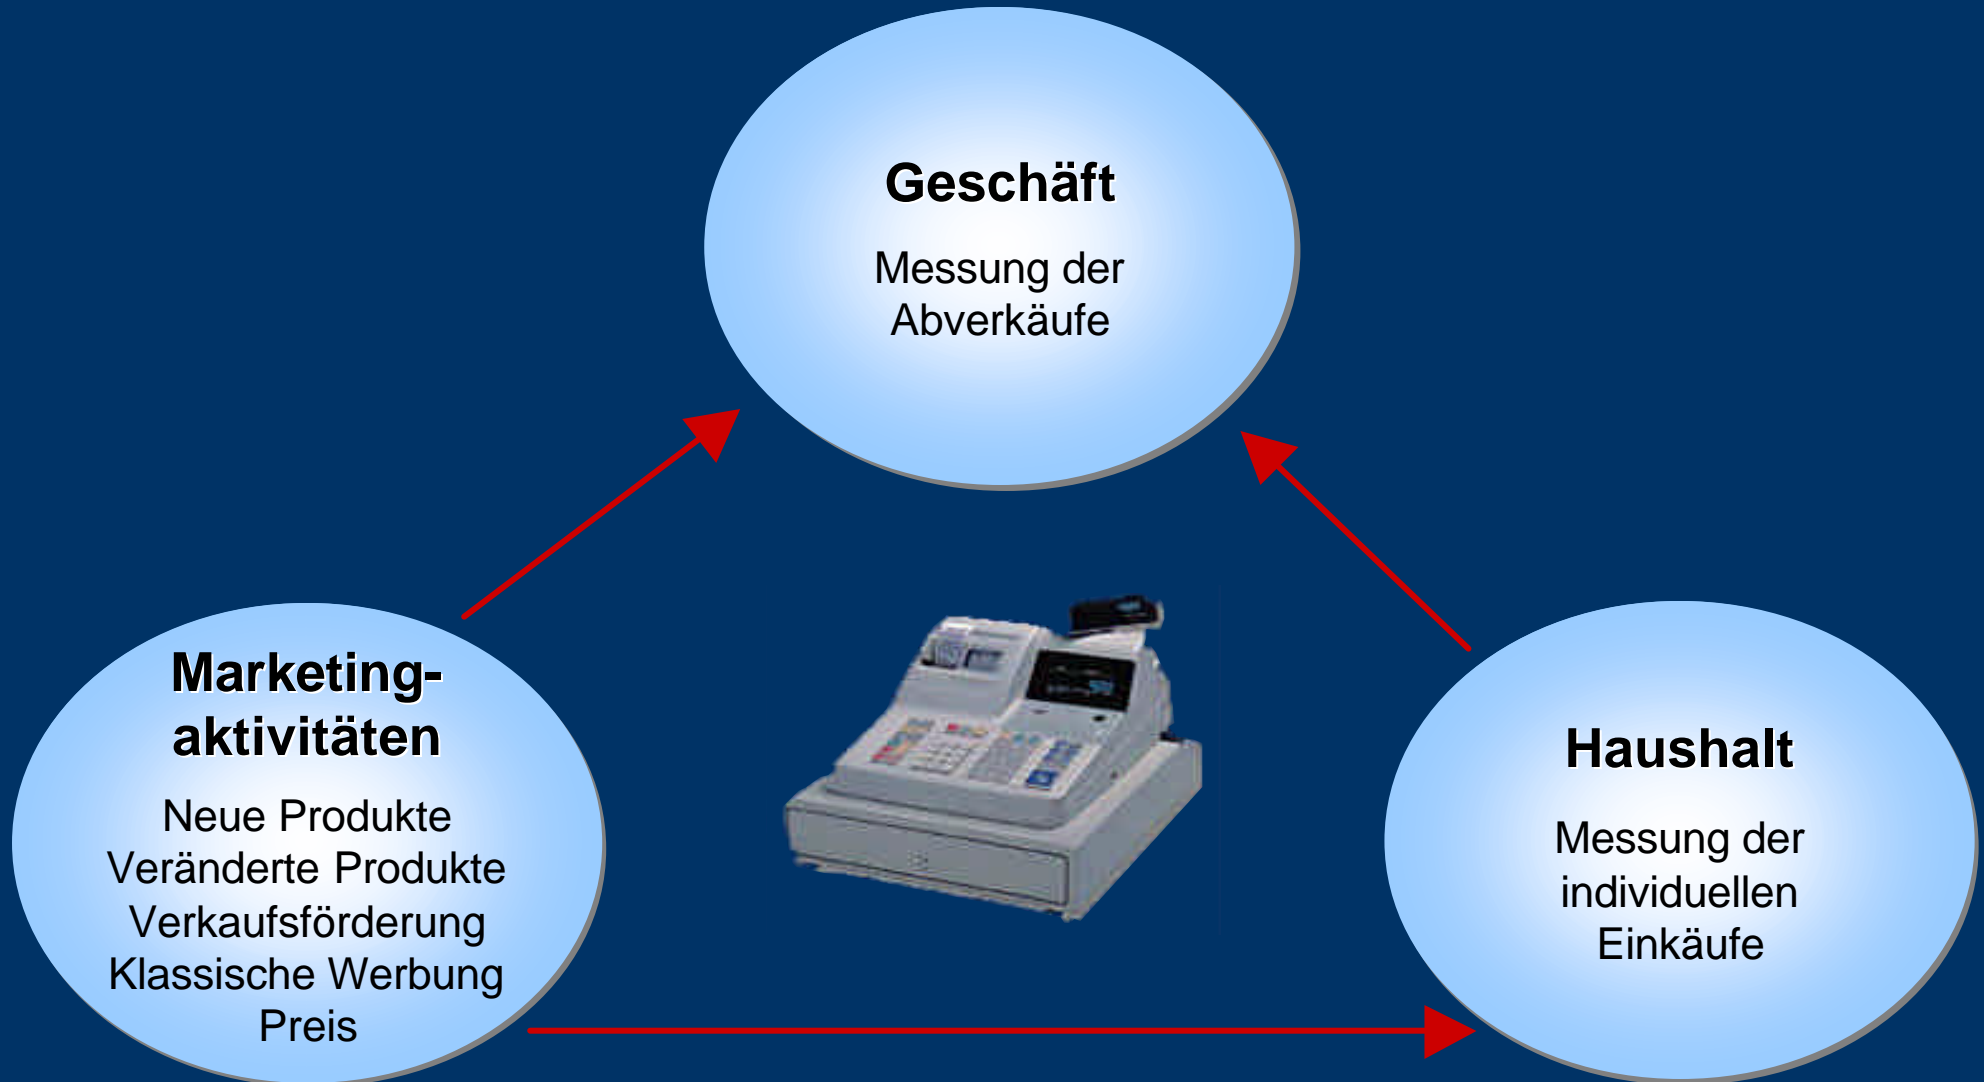 Geschäft
Messung der
Abverkäufe
Marketing-
aktivitäten
Neue Produkte
Veränderte Produkte
Verkaufsförderung
Klassische Werbung
Preis
Haushalt
Messung der
individuellen
Einkäufe